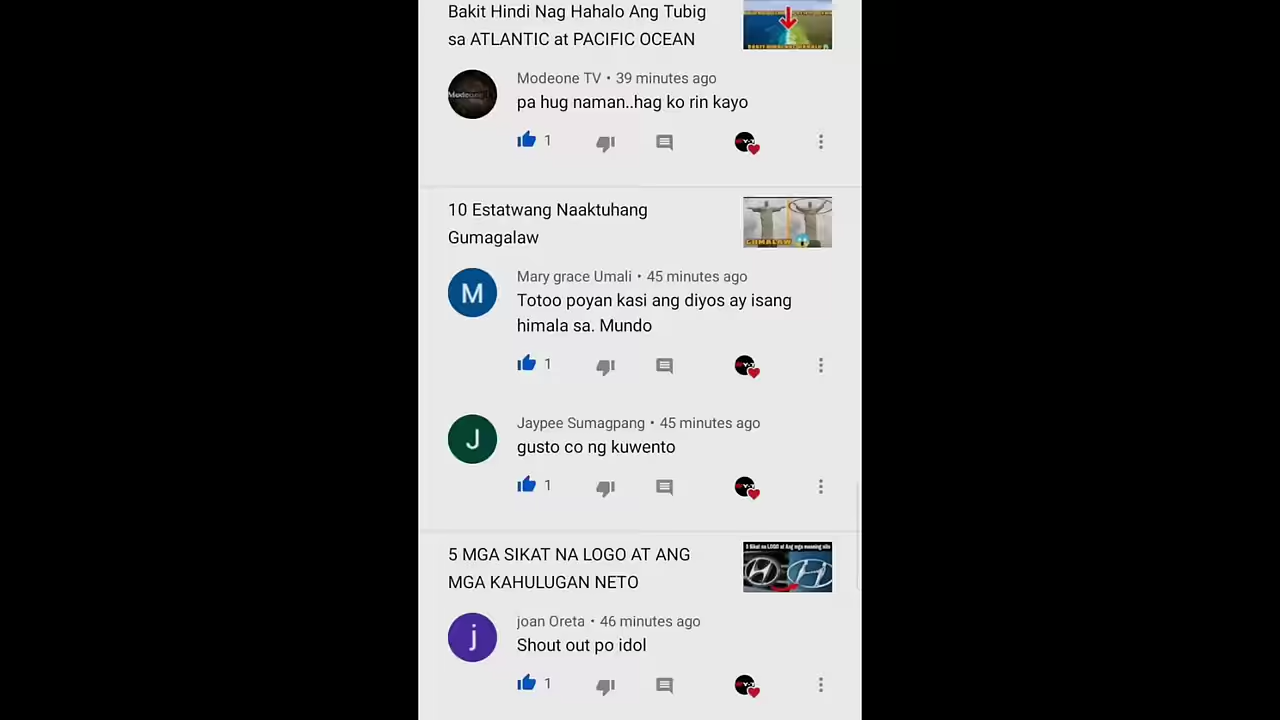 Bakit Hindi Nag Hahalo Ang Tubig
sa ATLANTIC at PACIFIC OCEAN
Modeone TV • 39 minutes ago
pa hug naman..hag ko rin kayo
1
10 Estatwang Naaktuhang
Gumagalaw
GUMALAW
M
Mary grace Umali • 45 minutes ago
Totoo poyan kasi ang diyos ay isang
himala sa. Mundo
1
J
Jaypee Sumagpang • 45 minutes ago
gusto co ng kuwento
1
5 MGA SIKAT NA LOGO AT ANG
MGA KAHULUGAN NETO
j
joan Oreta • 46 minutes ago
Shout out po idol
1